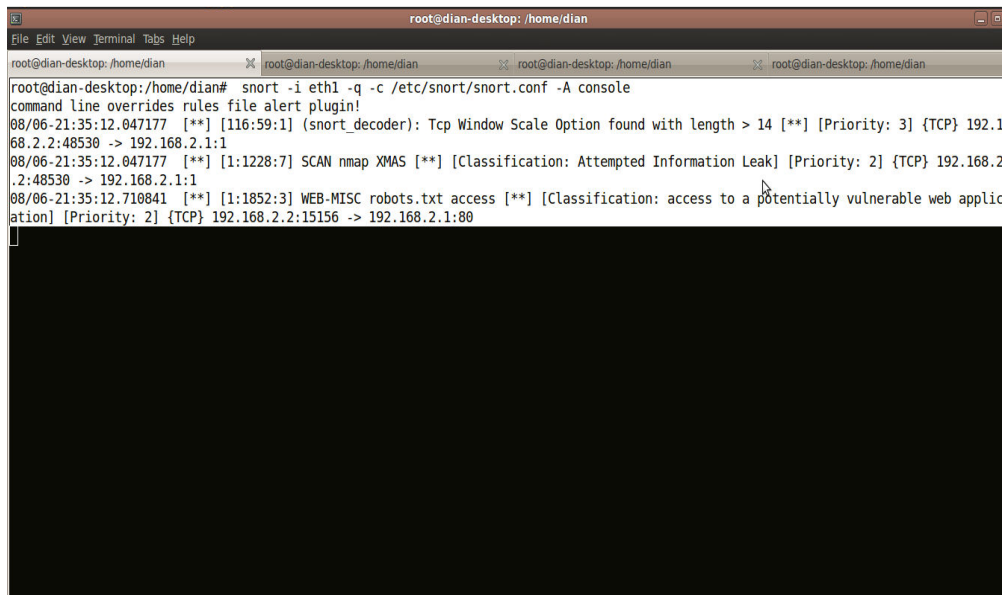 root@dian-desktop: /home/dian
File Edit View Terminal Tabs Help
root@dian-desktop: /home/dian root@dian-desktop: /home/dian root@dian-desktop: /home/dian root@dian-desktop: /home/dian
root@dian-desktop:/home/dian#  snort -i eth1 -q -c /etc/snort/snort.conf -A console
command line overrides rules file alert plugin!
08/06-21:35:12.047177  [**] [116:59:1] (snort_decoder): Tcp Window Scale Option found with length > 14 [**] [Priority: 3] {TCP} 192.1
68.2.2:48530 -> 192.168.2.1:1
08/06-21:35:12.047177  [**] [1:1228:7] SCAN nmap XMAS [**] [Classification: Attempted Information Leak] [Priority: 2] {TCP} 192.168.2
.2:48530 -> 192.168.2.1:1
08/06-21:35:12.710841  [**] [1:1852:3] WEB-MISC robots.txt access [**] [Classification: access to a potentially vulnerable web applic
ation] [Priority: 2] {TCP} 192.168.2.2:15156 -> 192.168.2.1:80